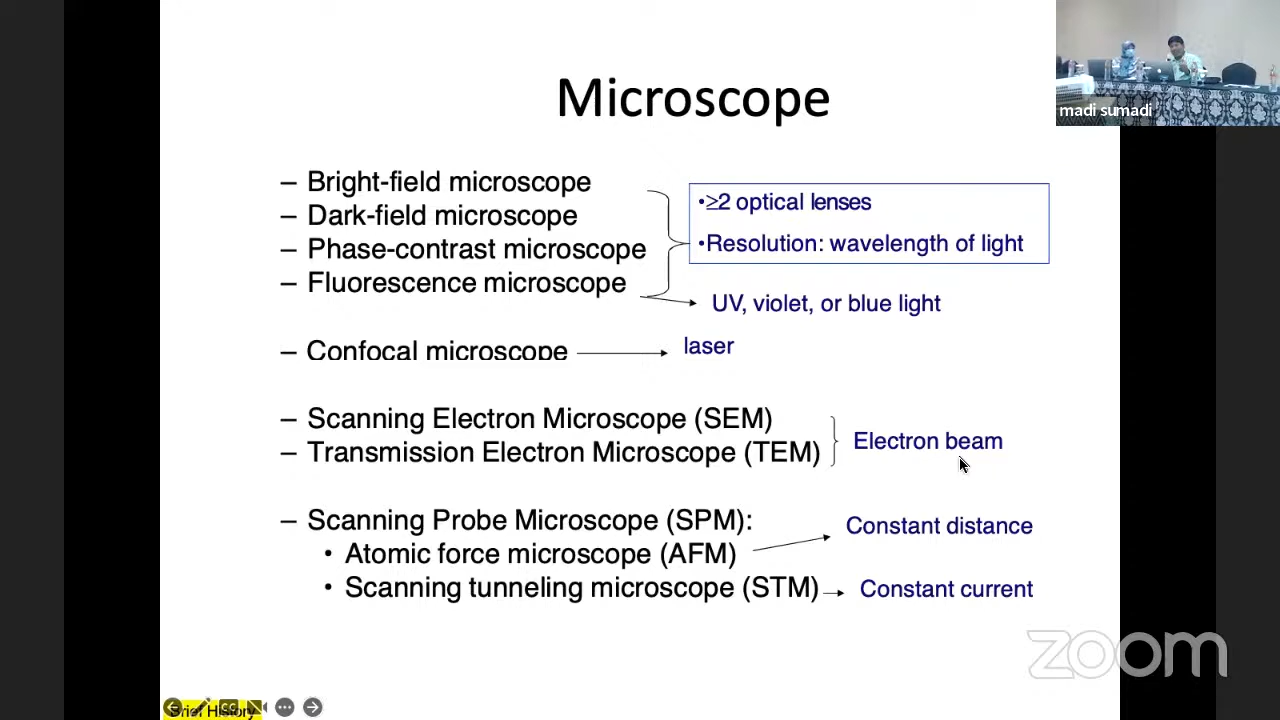 Microscope
madi sumadi
– Bright-field microscope
– Dark-field microscope
– Phase-contrast microscope
– Fluorescence microscope
•≥2 optical lenses
•Resolution: wavelength of light
UV, violet, or blue light
– Confocal microscope
laser
– Scanning Electron Microscope (SEM)
– Transmission Electron Microscope (TEM)
Electron beam
– Scanning Probe Microscope (SPM):
• Atomic force microscope (AFM)
Constant distance
• Scanning tunneling microscope (STM)
Constant current
zoom
Brief History